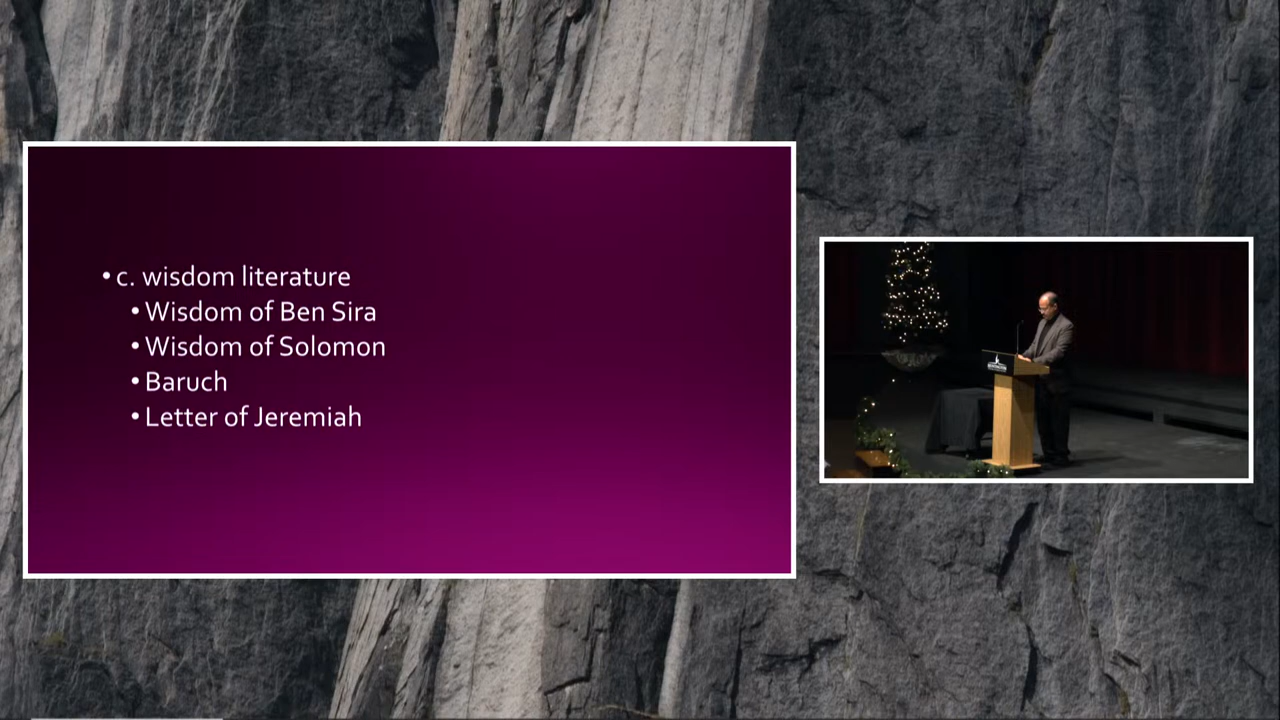 • c. wisdom literature
• Wisdom of Ben Sira
• Wisdom of Solomon
• Baruch
• Letter of Jeremiah